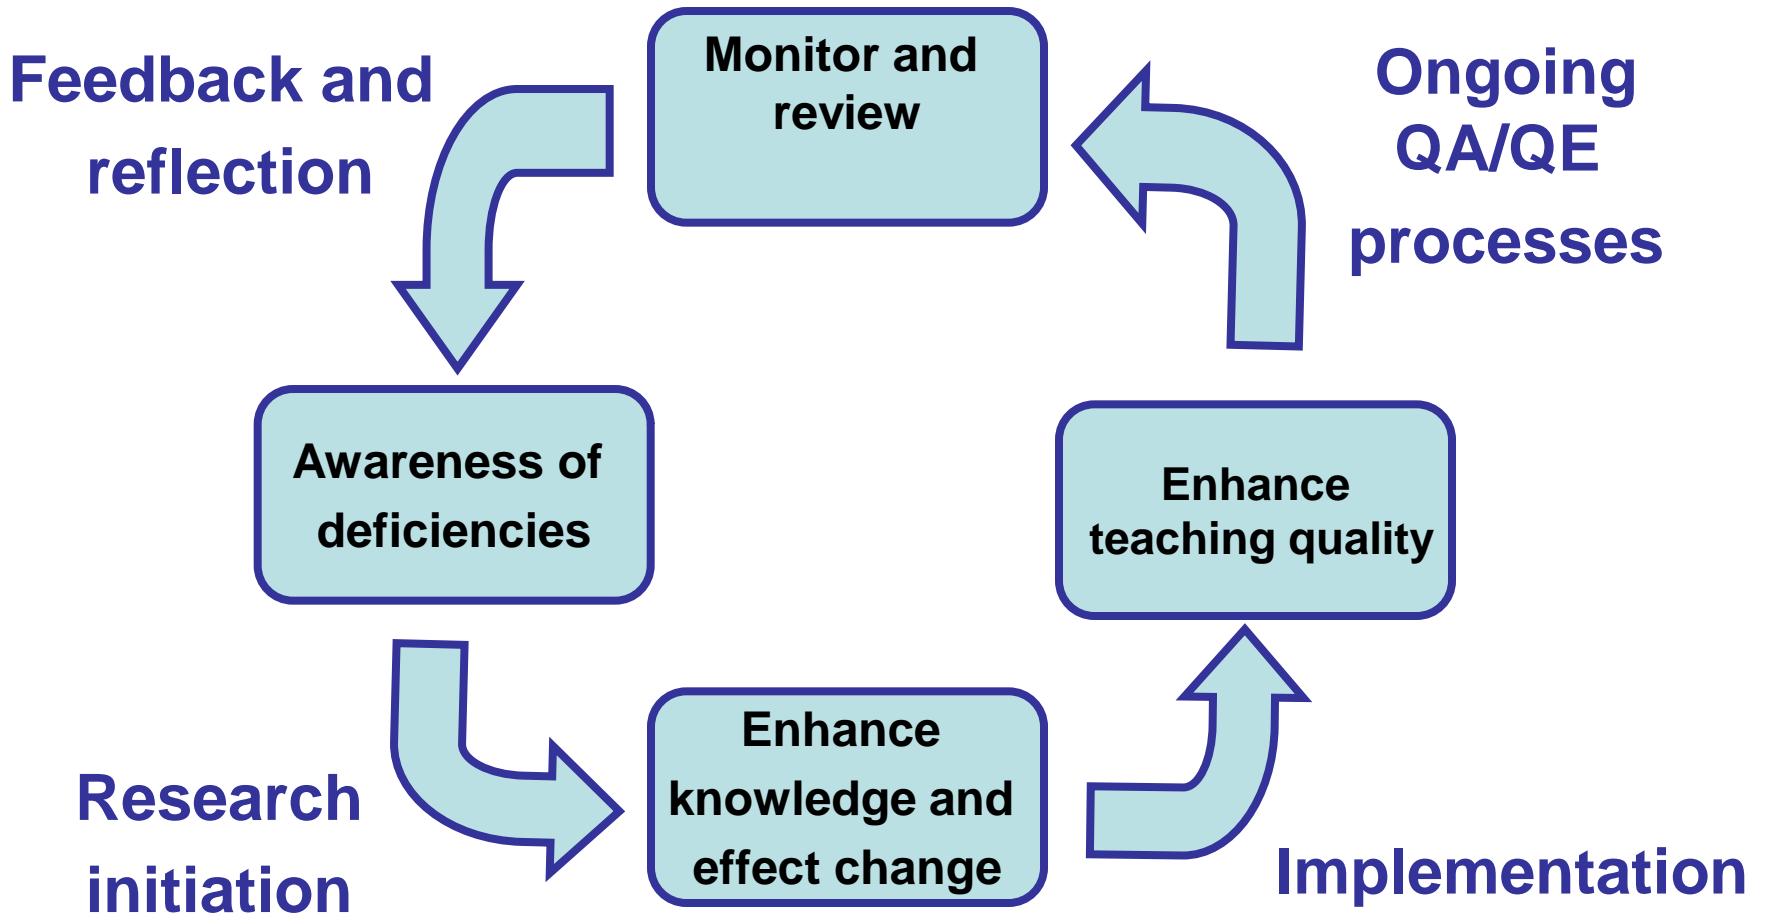 Feedback and
reflection
Monitor and
review
Ongoing
QA/QE
processes
Awareness of
deficiencies
Enhance
teaching quality
Research
initiation
Enhance
knowledge and
effect change
Implementation